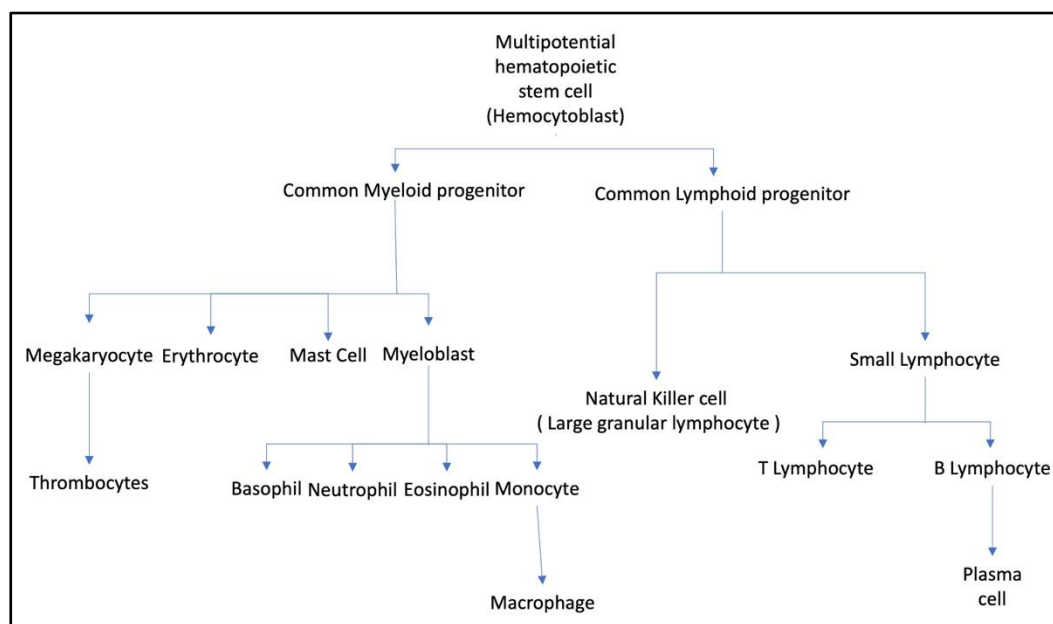 Multipotential
hematopoietic
stem cell
(Hemocytoblast)
Common Myeloid progenitor
Common Lymphoid progenitor
Megakaryocyte
Erythrocyte
Mast Cell
Myeloblast
Small Lymphocyte
Natural Killer cell
( Large granular lymphocyte )
T Lymphocyte
B Lymphocyte
Thrombocytes
Basophil
Neutrophil
Eosinophil
Monocyte
Plasma
cell
Macrophage